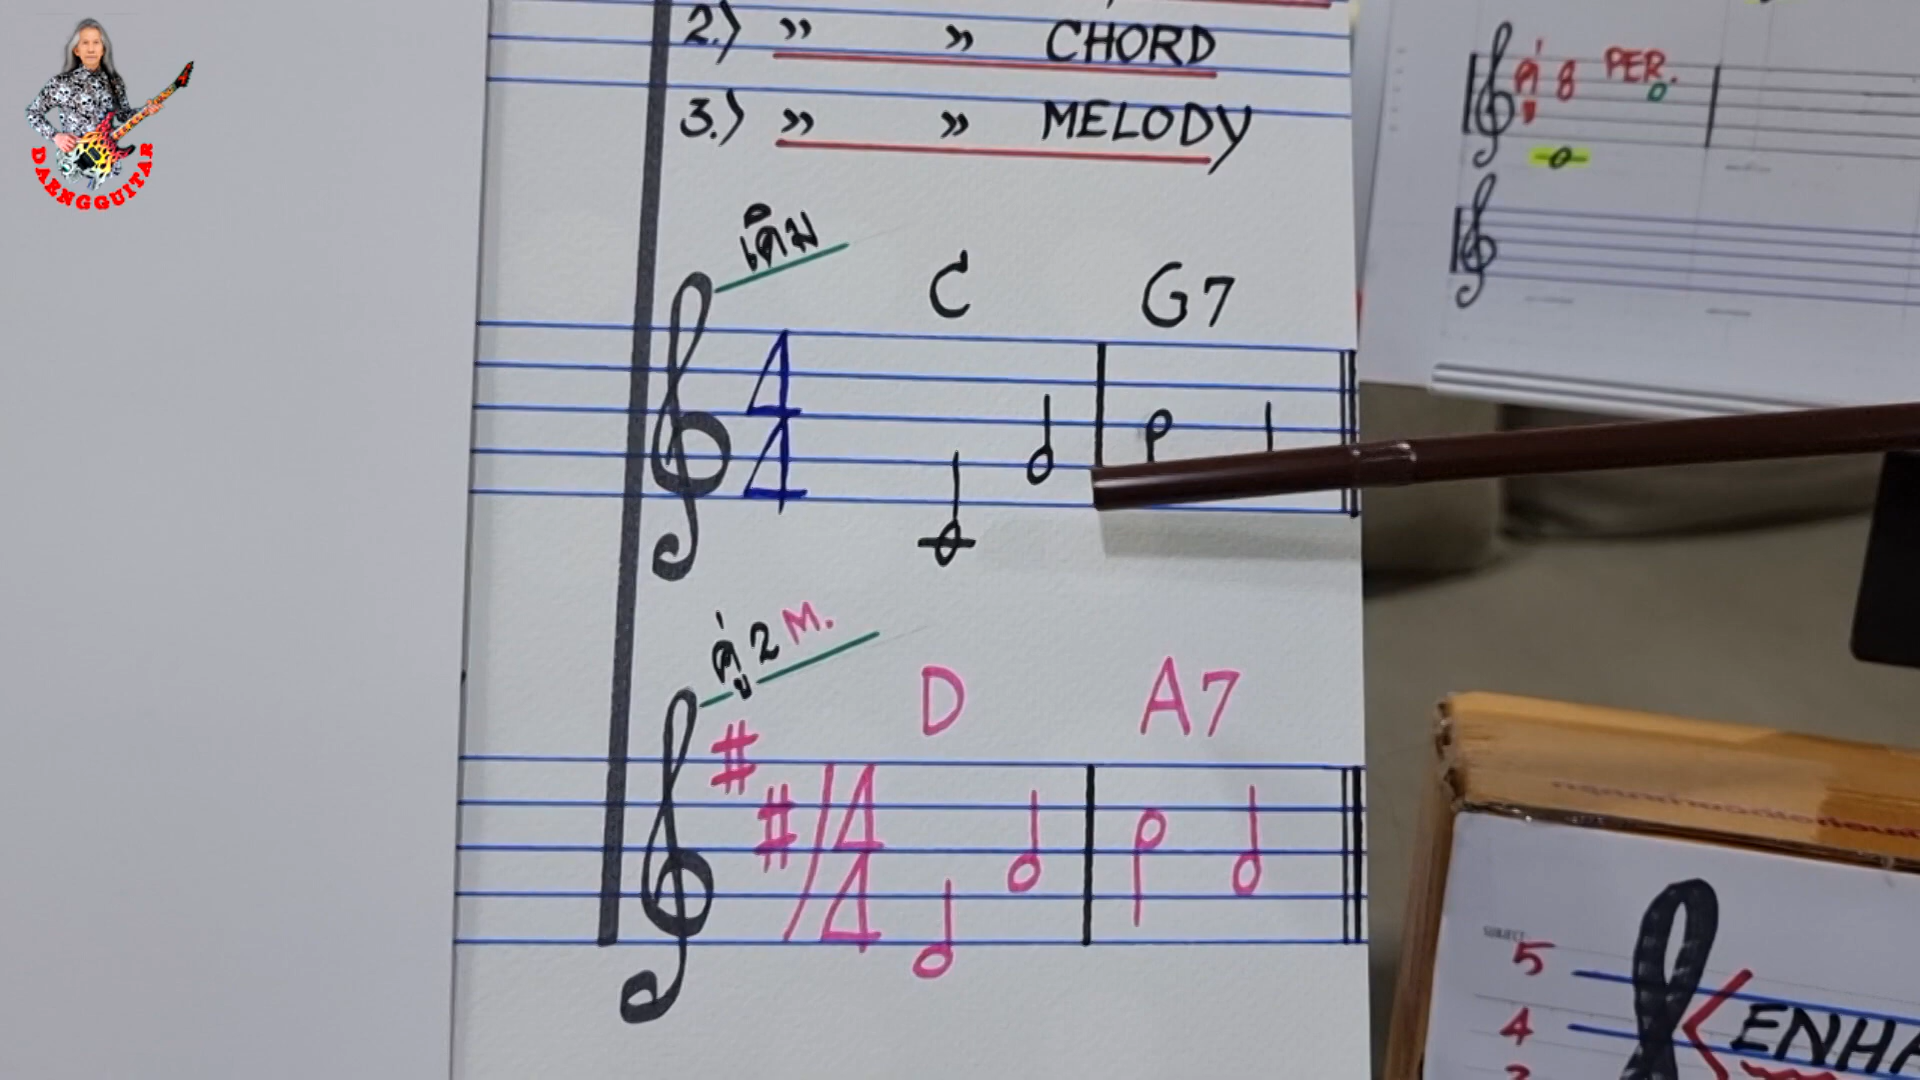 DAENGGUITAR
2.) ,, ,, CHORD
3.) ,, ,, MELODY
เดิม
C G7
4
4
คู่ 2 M.
D A7
# # 4
4
คู่ 8 PER.
5
4
3
ENHA